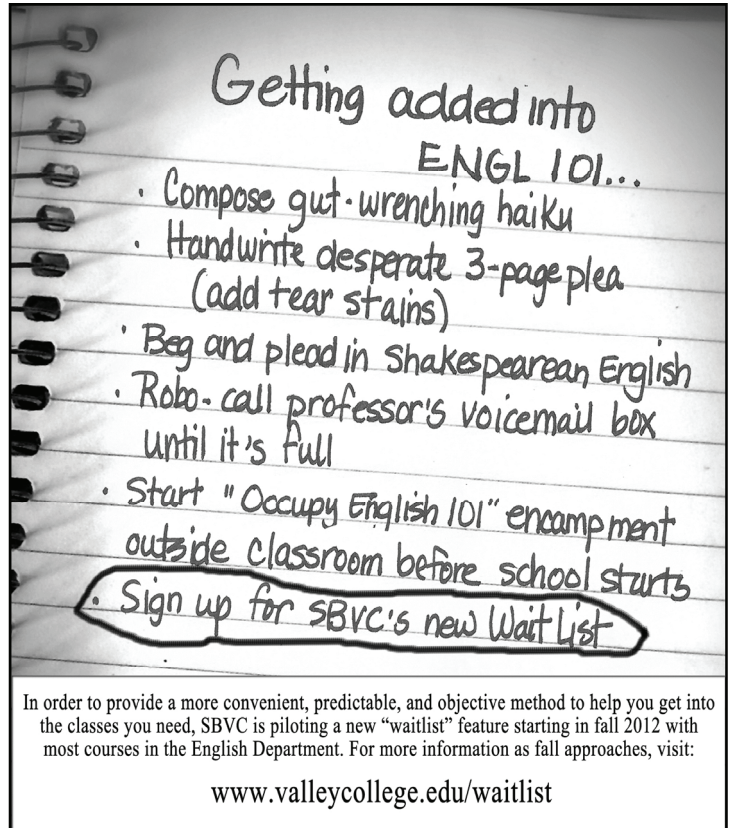 Getting added into
ENGL 101...
· Compose gut-wrenching haiku
· Handwrite desperate 3-page plea
(add tear stains)
· Beg and plead in Shakespearean English
· Robo-call professor's voicemail box
until it's full
· Start "Occupy English 101" encampment
outside classroom before school starts
· Sign up for SBVC's new Wait List
In order to provide a more convenient, predictable, and objective method to help you get into
the classes you need, SBVC is piloting a new “waitlist” feature starting in fall 2012 with
most courses in the English Department. For more information as fall approaches, visit:
www.valleycollege.edu/waitlist